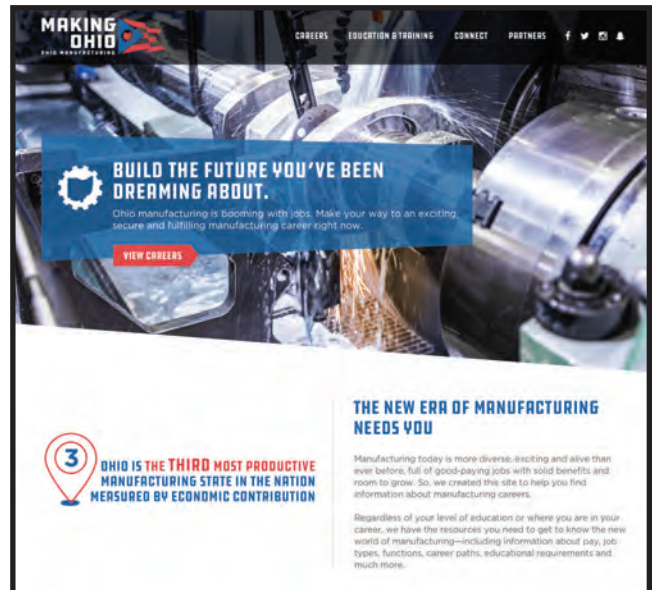 MAKING
OHIO
OHIO MANUFACTURING
CAREERS EDUCATION & TRAINING CONNECT PARTNERS
BUILD THE FUTURE YOU'VE BEEN
DREAMING ABOUT.
Ohio manufacturing is booming with jobs. Make your way to an exciting,
secure and fulfilling manufacturing career right now.
VIEW CAREERS
3
OHIO IS THE THIRD MOST PRODUCTIVE
MANUFACTURING STATE IN THE NATION
MEASURED BY ECONOMIC CONTRIBUTION
THE NEW ERA OF MANUFACTURING
NEEDS YOU
Manufacturing today is more diverse, exciting and alive than
ever before, full of good-paying jobs with solid benefits and
room to grow. So, we created this site to help you find
information about manufacturing careers.
Regardless of your level of education or where you are in your
career, we have the resources you need to get to know the new
world of manufacturing—including information about pay, job
types, functions, career paths, educational requirements and
much more.